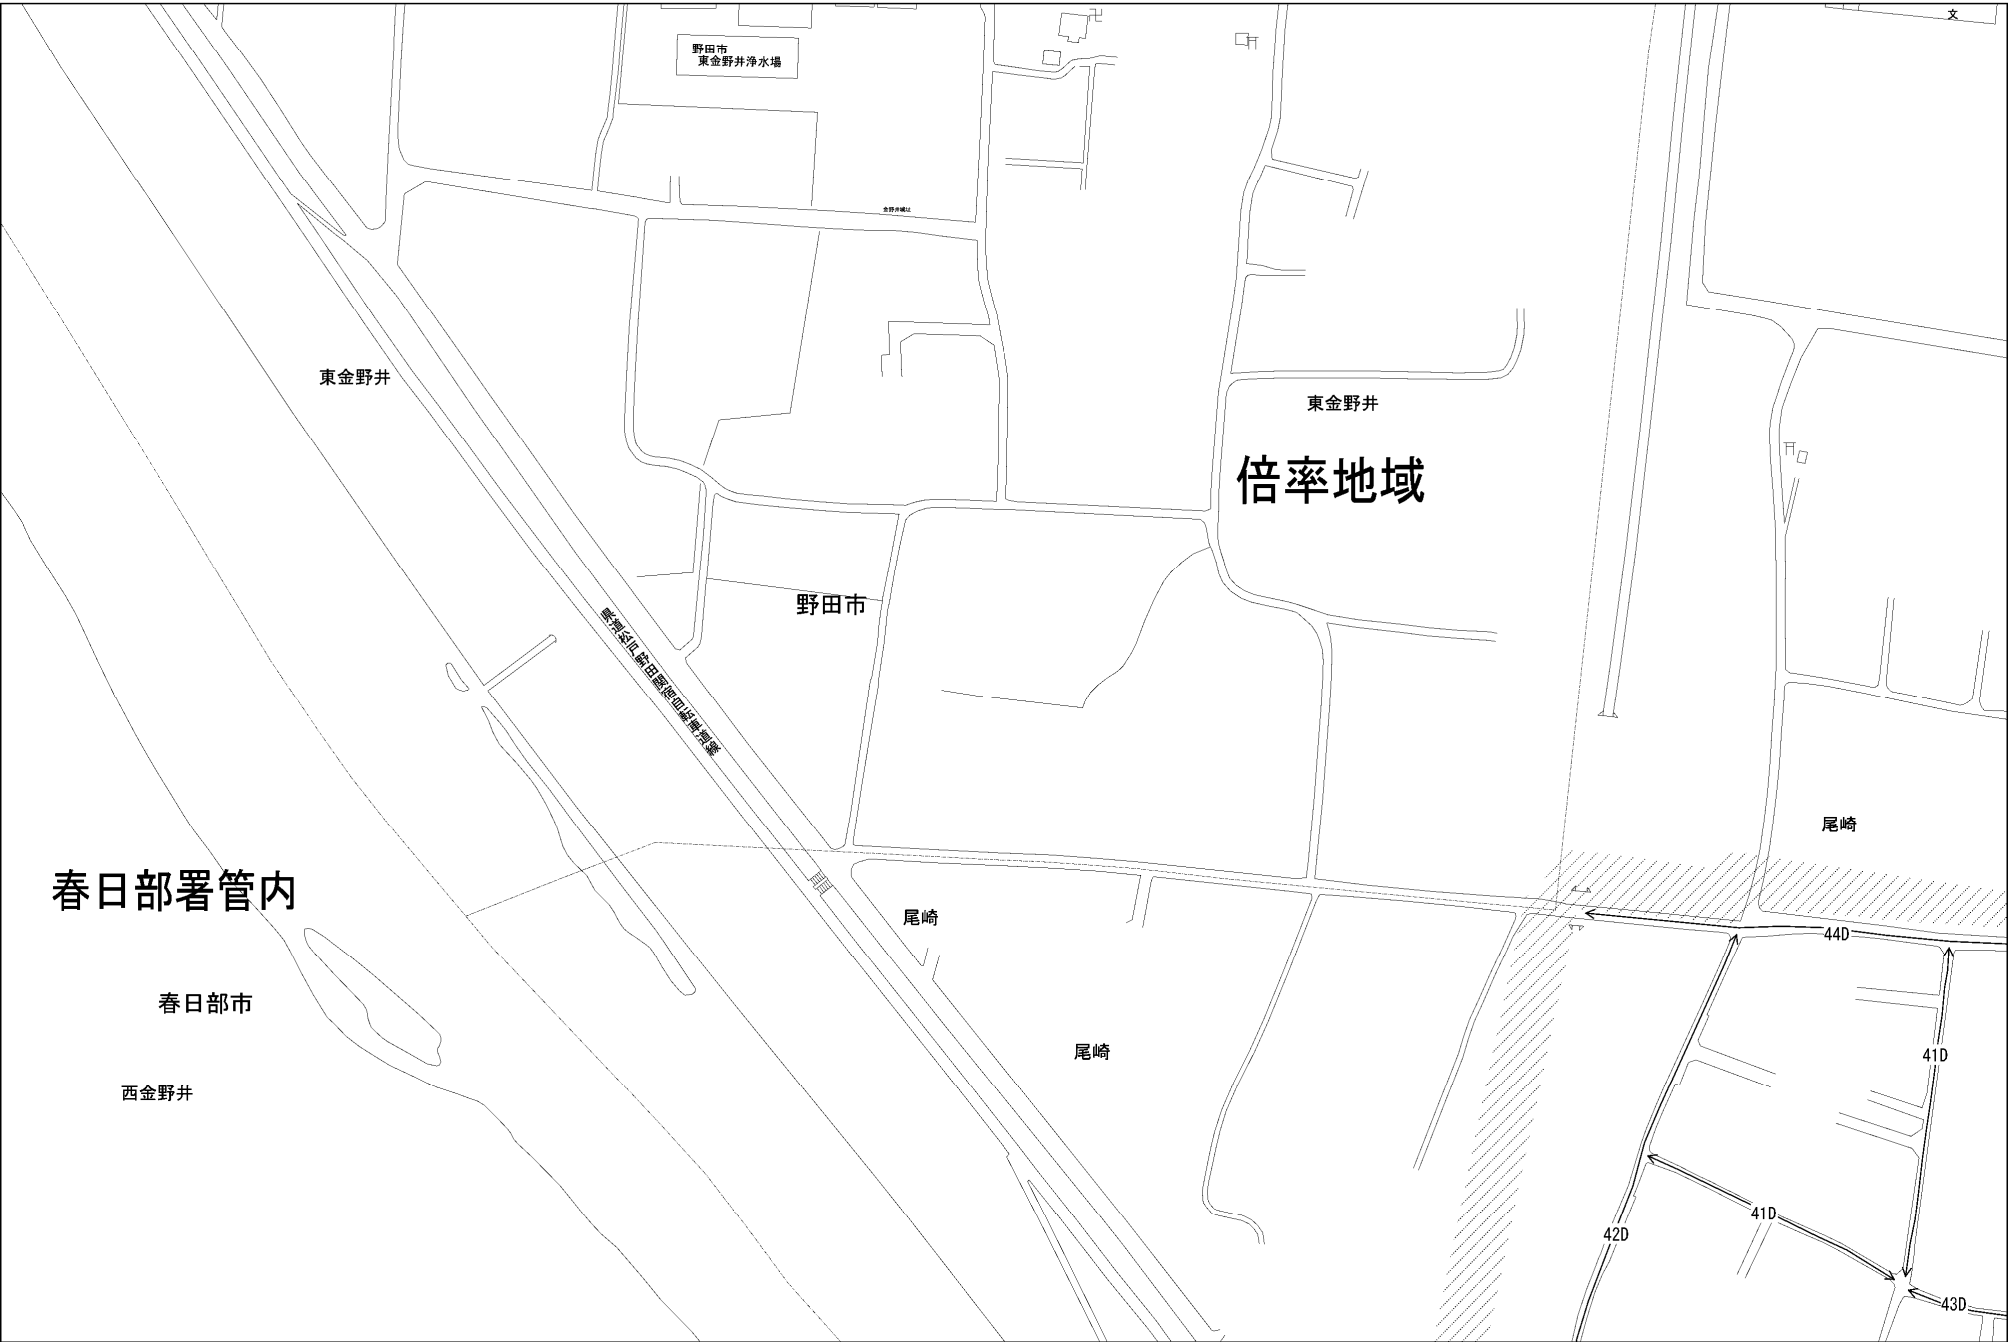 文
野田市
東金野井浄水場
金野井城址
東金野井
東金野井
倍率地域
野田市
県道松戸野田関宿自転車道線
尾崎
春日部署管内
尾崎
44D
春日部市
尾崎
41D
西金野井
41D
42D
43D